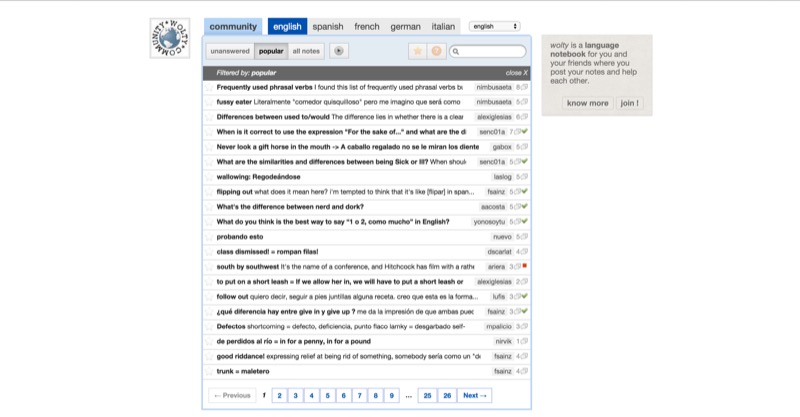 WOLTY COMMUNITY
community english spanish french german italian english
unanswered popular all notes
Filtered by: popular close X
Frequently used phrasal verbs I found this list of frequently used phrasal verbs bu nimbusaeta 8
fussy eater Literalmente "comedor quisquilloso" pero me imagino que será como nimbusaeta 5
Differences between used to/would The difference lies in whether there is a clear alexiglesias 6
When is it correct to use the expression "For the sake of..." and what are the di senc01a 7
Never look a gift horse in the mouth -> A caballo regalado no se le miran los diente gabox 5
What are the similarities and differences between being Sick or Ill? When shoul senc01a 5
wallowing: Regodeándose laslog 5
flipping out what does it mean here? i'm tempted to think that it's like [flipar] in span... fsainz 5
What's the difference between nerd and dork? aacosta 5
What do you think is the best way to say "1 o 2, como mucho" in English? yonosoytu 5
probando esto nuevo 5
class dismissed! = rompan filas! dscarlat 4
south by southwest It's the name of a conference, and Hitchcock has film with a rathe ariera 3
to put on a short leash = If we allow her in, we will have to put a short leash or alexiglesias 2
follow out quiero decir, seguir a pies juntillas alguna receta. creo que esta es la forma... lufis 3
¿qué diferencia hay entre give in y give up ? me da la impresión de que ambas puec fsainz 3
Defectos shortcoming = defecto, deficiencia, punto flaco lamky = desgarbado self- mpalicio 3
de perdidos al río = in for a penny, in for a pound nirvik 1
good riddance! expressing relief at being rid of something, somebody sería como un "de fsainz 4
trunk = maletero fsainz 4
← Previous 1 2 3 4 5 6 7 8 9 ... 25 26 Next →
wolty is a language
notebook for you and
your friends where you
post your notes and help
each other.
know more join !